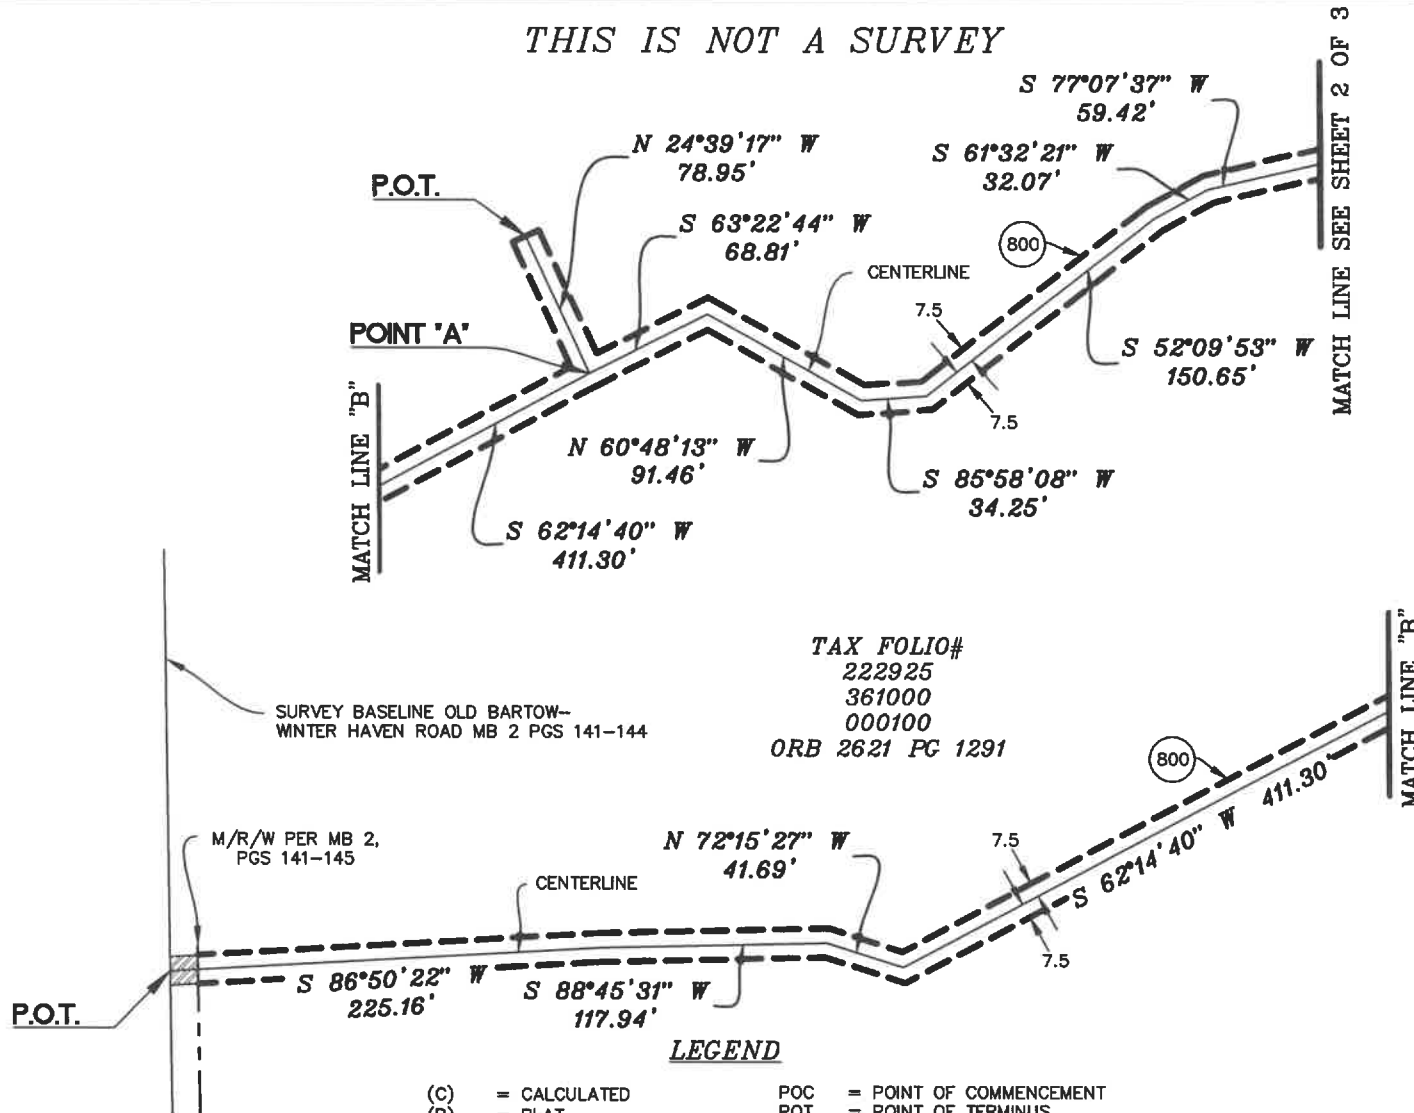 THIS IS NOT A SURVEY
S 77°07'37" W
59.42'
N 24°39'17" W
78.95'
S 61°32'21" W
32.07'
P.O.T.
S 63°22'44" W
68.81'
800
CENTERLINE
7.5
POINT "A"
S 52°09'53" W
150.65'
7.5
MATCH LINE SEE SHEET 2 OF 3
MATCH LINE "B"
N 60°48'13" W
91.46'
S 85°58'08" W
34.25'
S 62°14'40" W
411.30'
TAX FOLIO#
222925
361000
000100
ORB 2621 PG 1291
SURVEY BASELINE OLD BARTOW-
WINTER HAVEN ROAD MB 2 PGS 141-144
MATCH LINE "B"
800
M/R/W PER MB 2,
PGS 141-145
N 72°15'27" W
41.69'
7.5
S 62°14'40" W 411.30'
CENTERLINE
7.5
S 86°50'22" W
225.16'
S 88°45'31" W
117.94'
P.O.T.
LEGEND
(C) = CALCULATED
POC = POINT OF COMMENCEMENT
(P) = PLAT
POT = POINT OF TERMINUS